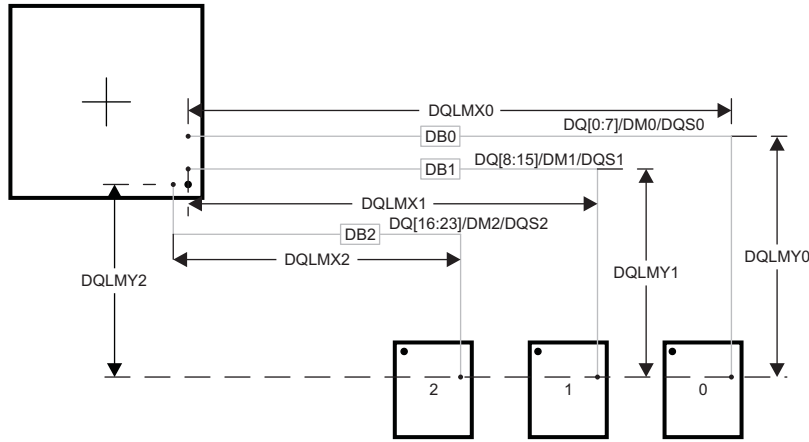 DQLMX0
DQ[0:7]/DM0/DQS0
DB0
DQ[8:15]/DM1/DQS1
DB1
DQLMX1
DQ[16:23]/DM2/DQS2
DB2
DQLMX2
DQLMY0
DQLMY1
DQLMY2
2
1
0